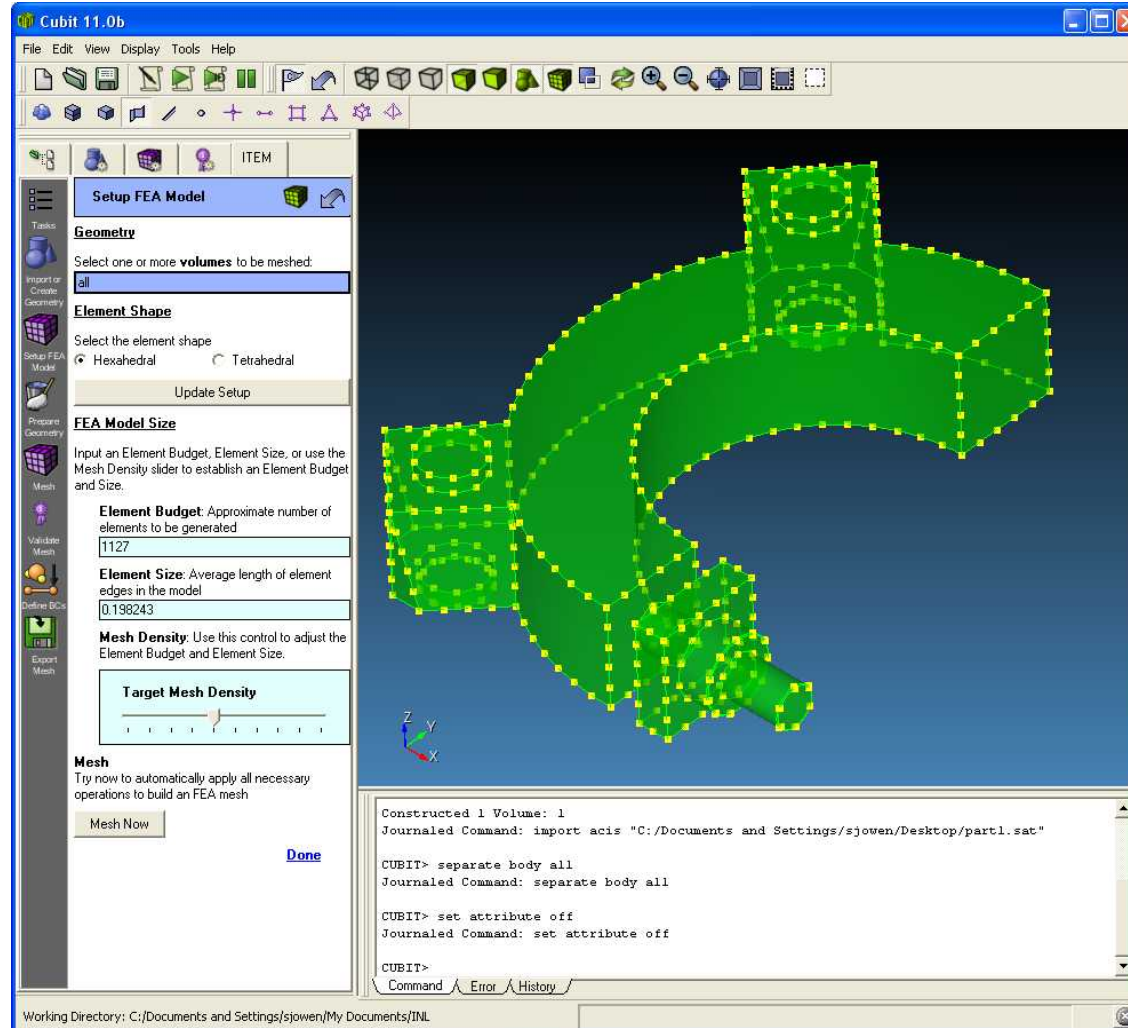 Cubit 11.0b
File Edit View Display Tools Help
ITEM
Tasks
Import or
Create
Geometry
Setup FEA
Model
Prepare
Geometry
Mesh
Validate
Mesh
Define BCs
Export
Mesh
Setup FEA Model
Geometry
Select one or more volumes to be meshed:
all
Element Shape
Select the element shape
Hexahedral Tetrahedral
Update Setup
FEA Model Size
Input an Element Budget, Element Size, or use the
Mesh Density slider to establish an Element Budget
and Size.
Element Budget: Approximate number of
elements to be generated
1127
Element Size: Average length of element
edges in the model
0.198243
Mesh Density: Use this control to adjust the
Element Budget and Element Size.
Target Mesh Density
Mesh
Try now to automatically apply all necessary
operations to build an FEA mesh
Mesh Now
Done
Z
Y
X
Constructed 1 Volume: 1
Journaled Command: import acis "C:/Documents and Settings/sjowen/Desktop/part1.sat"
CUBIT> separate body all
Journaled Command: separate body all
CUBIT> set attribute off
Journaled Command: set attribute off
CUBIT>
Command Error History
Working Directory: C:/Documents and Settings/sjowen/My Documents/INL